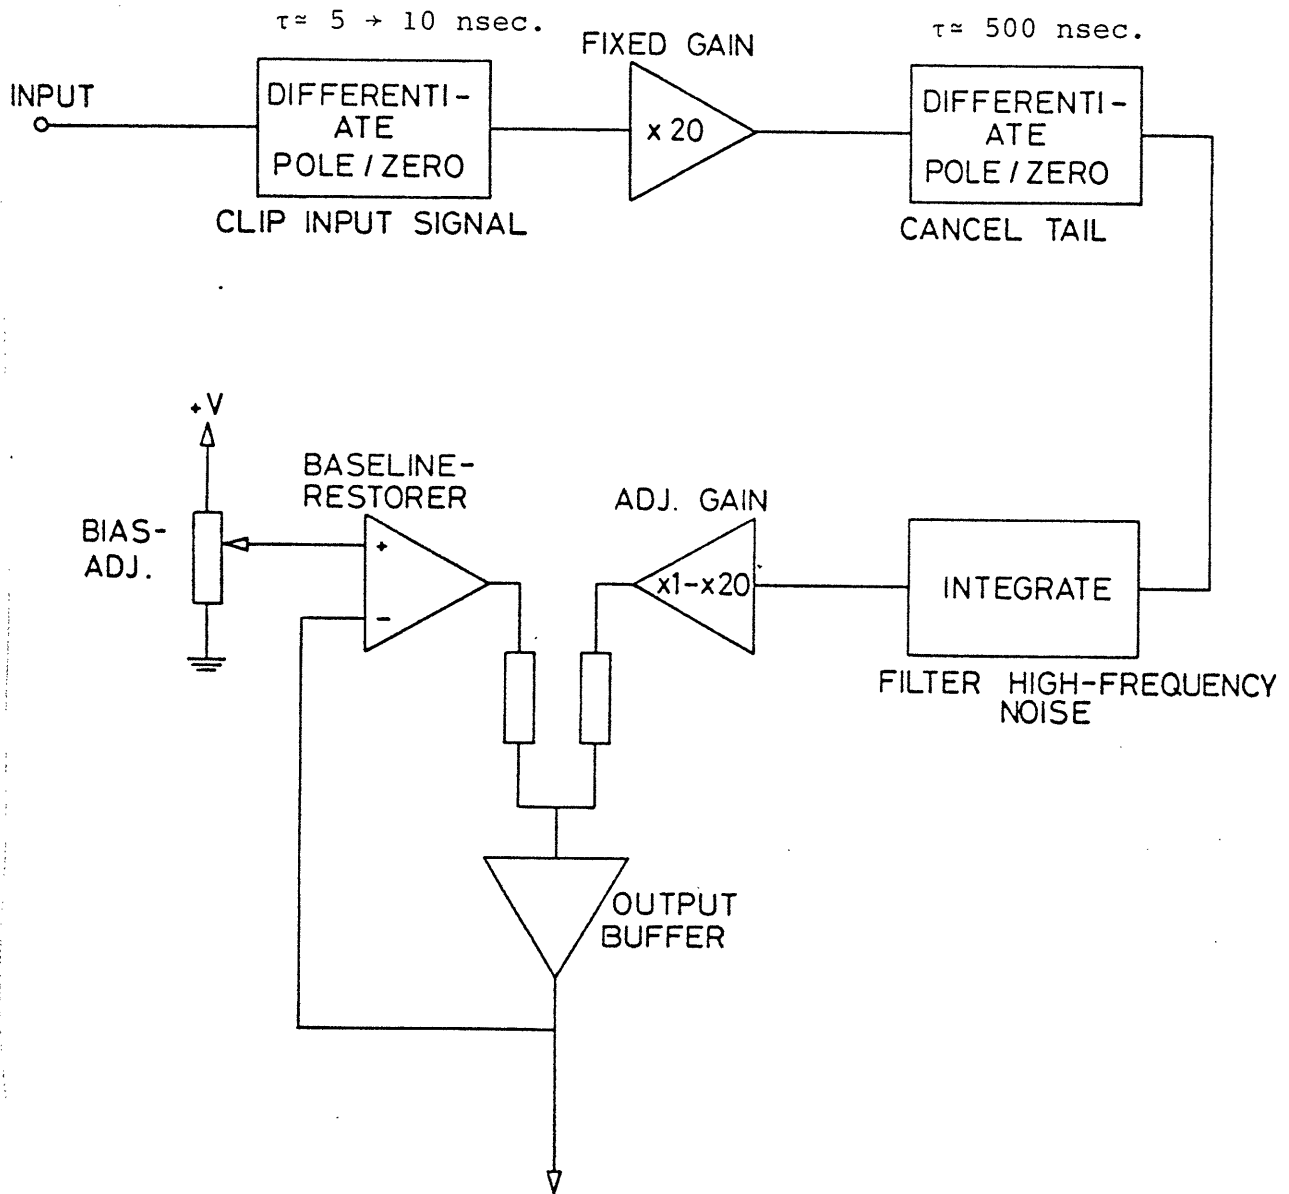 τ≃ 5 → 10 nsec.
τ≃ 500 nsec.
FIXED GAIN
INPUT
DIFFERENTI-
ATE
POLE / ZERO
x 20
DIFFERENTI-
ATE
POLE / ZERO
CLIP INPUT SIGNAL
CANCEL TAIL
+V
BASELINE-
RESTORER
ADJ. GAIN
BIAS-
ADJ.
+
-
x1-x20
INTEGRATE
FILTER HIGH-FREQUENCY
NOISE
OUTPUT
BUFFER